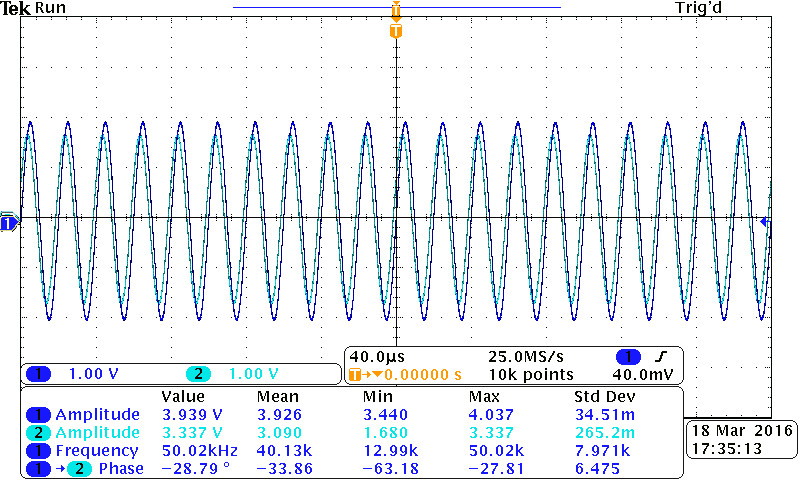 Tek Run Trig'd
T
T
1
1 1.00 V 2 1.00 V
40.0µs 25.0MS/s 1
T→▼0.00000 s 10k points 40.0mV
Value Mean Min Max Std Dev
1 Amplitude 3.939 V 3.926 3.440 4.037 34.51m
2 Amplitude 3.337 V 3.090 1.680 3.337 265.2m
1 Frequency 50.02kHz 40.13k 12.99k 50.02k 7.971k
1 → 2 Phase −28.79 ° −33.86 −63.18 −27.81 6.475
18 Mar 2016
17:35:13